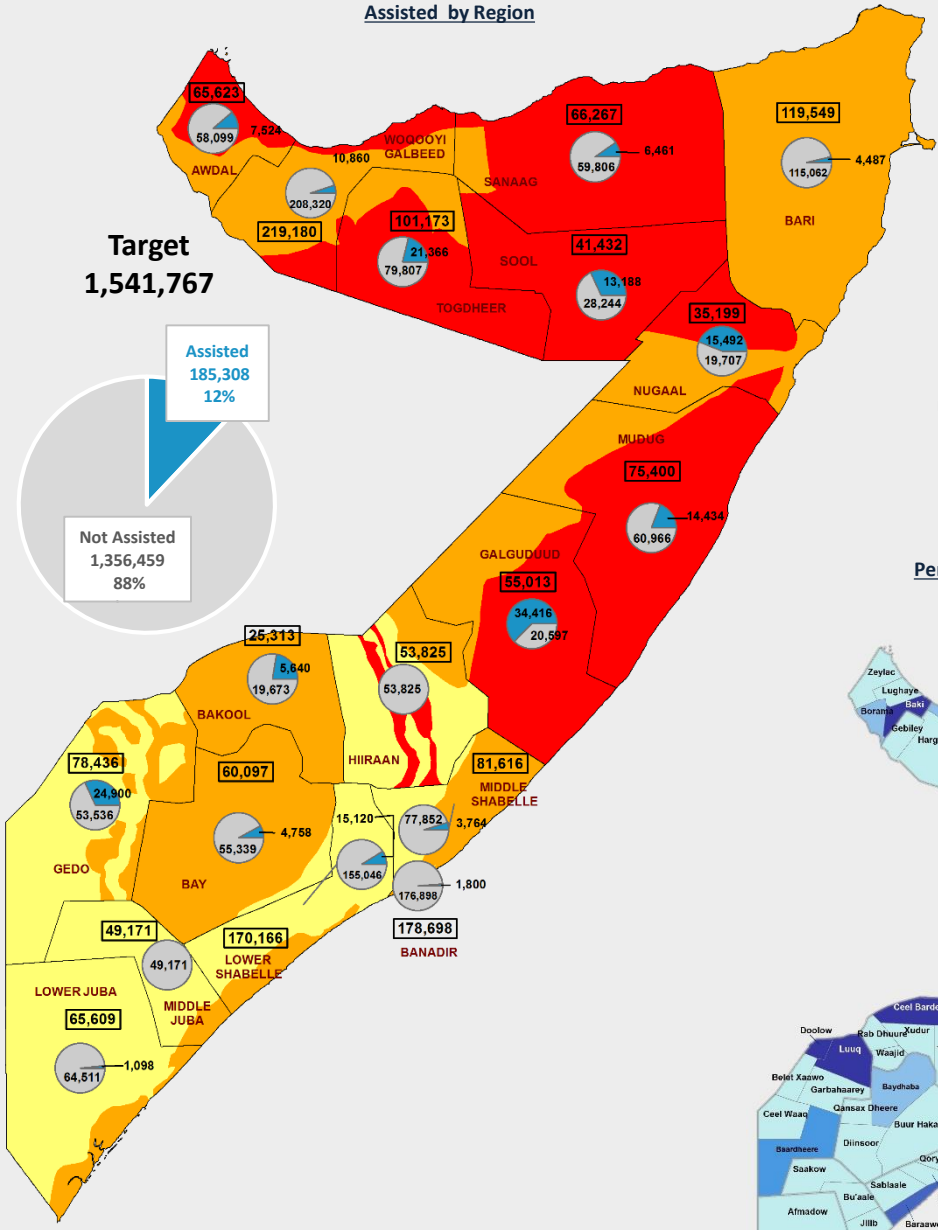 Assisted by Region
65,623
58,099
7,524
AWDAL
10,860
WOQOOYI
GALBEED
208,320
219,180
SANAAG
66,267
6,461
59,806
119,549
4,487
115,062
BARI
101,173
21,366
79,807
TOGDHEER
SOOL
41,432
13,188
28,244
35,199
15,492
19,707
NUGAAL
Target
1,541,767
Assisted
185,308
12%
Not Assisted
1,356,459
88%
MUDUG
75,400
14,434
60,966
GALGUDUUD
55,013
34,416
20,597
25,313
5,640
19,673
BAKOOL
53,825
53,825
HIIRAAN
78,436
24,900
53,536
GEDO
60,097
4,758
55,339
BAY
81,616
MIDDLE
SHABELLE
77,852
3,764
15,120
155,046
176,898
1,800
178,698
BANADIR
49,171
49,171
170,166
LOWER
SHABELLE
MIDDLE
JUBA
LOWER JUBA
65,609
1,098
64,511
Per
Zeylac
Lughaye
Borama
Baki
Gebiley
Harg
Ceel Barde
Doolow
Rab Dhuure
Xudur
Luuq
Waajid
Belet Xaawo
Garbahaarey
Baydhaba
Ceel Waaq
Qansax Dheere
Buur Haka
Baardheere
Diinsoor
Saakow
Qory
Sablaale
Bu'aale
Afmadow
Jilib
Baraaw